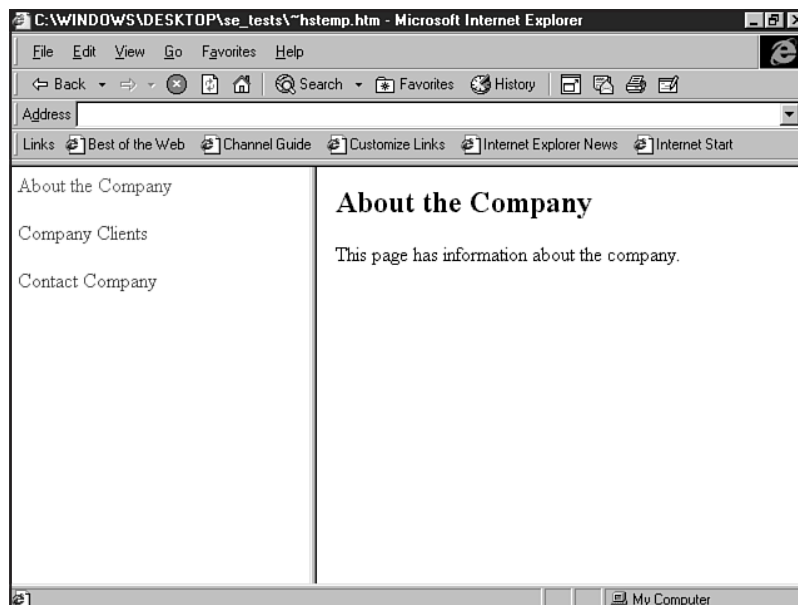 C:\WINDOWS\DESKTOP\se_tests\~hstemp.htm - Microsoft Internet Explorer
File Edit View Go Favorites Help
Back Search Favorites History
Address
Links Best of the Web Channel Guide Customize Links Internet Explorer News Internet Start
About the Company
Company Clients
Contact Company
About the Company
This page has information about the company.
My Computer